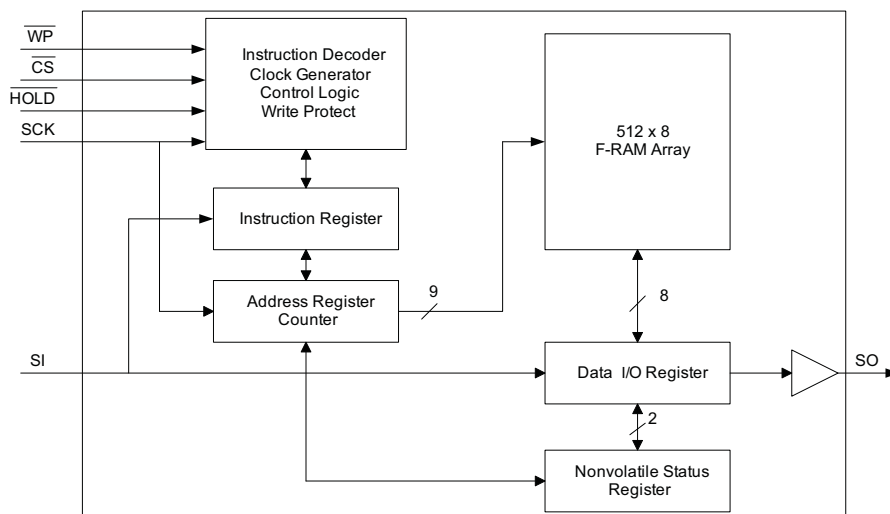 WP
CS
HOLD
SCK
Instruction Decoder
Clock Generator
Control Logic
Write Protect
512 x 8
F-RAM Array
Instruction Register
Address Register
Counter
9
8
SI
Data I/O Register
SO
2
Nonvolatile Status
Register